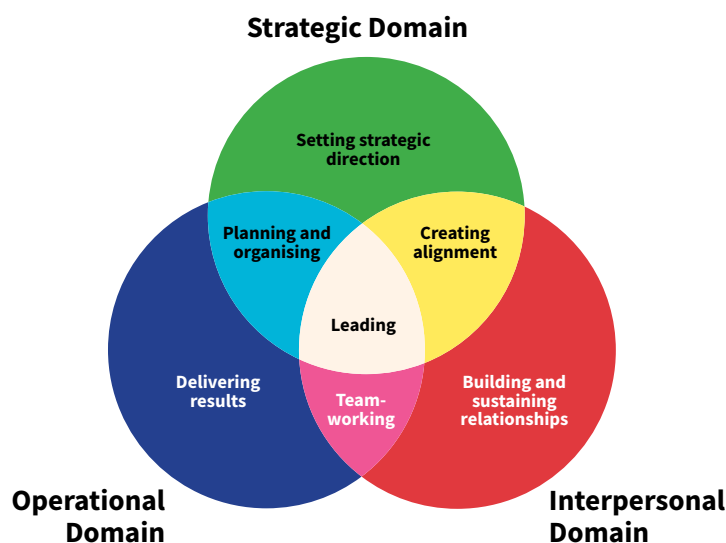 Strategic Domain
Setting strategic
direction
Planning and
organising
Creating
alignment
Leading
Delivering
results
Team-
working
Building and
sustaining
relationships
Operational
Domain
Interpersonal
Domain